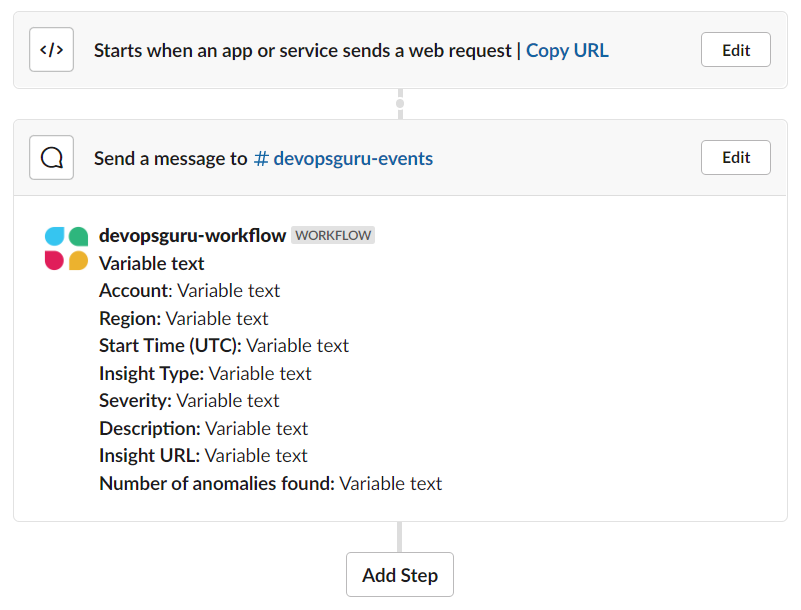 </> Starts when an app or service sends a web request | Copy URL Edit
Send a message to # devopsguru-events Edit
devopsguru-workflow WORKFLOW
Variable text
Account: Variable text
Region: Variable text
Start Time (UTC): Variable text
Insight Type: Variable text
Severity: Variable text
Description: Variable text
Insight URL: Variable text
Number of anomalies found: Variable text
Add Step